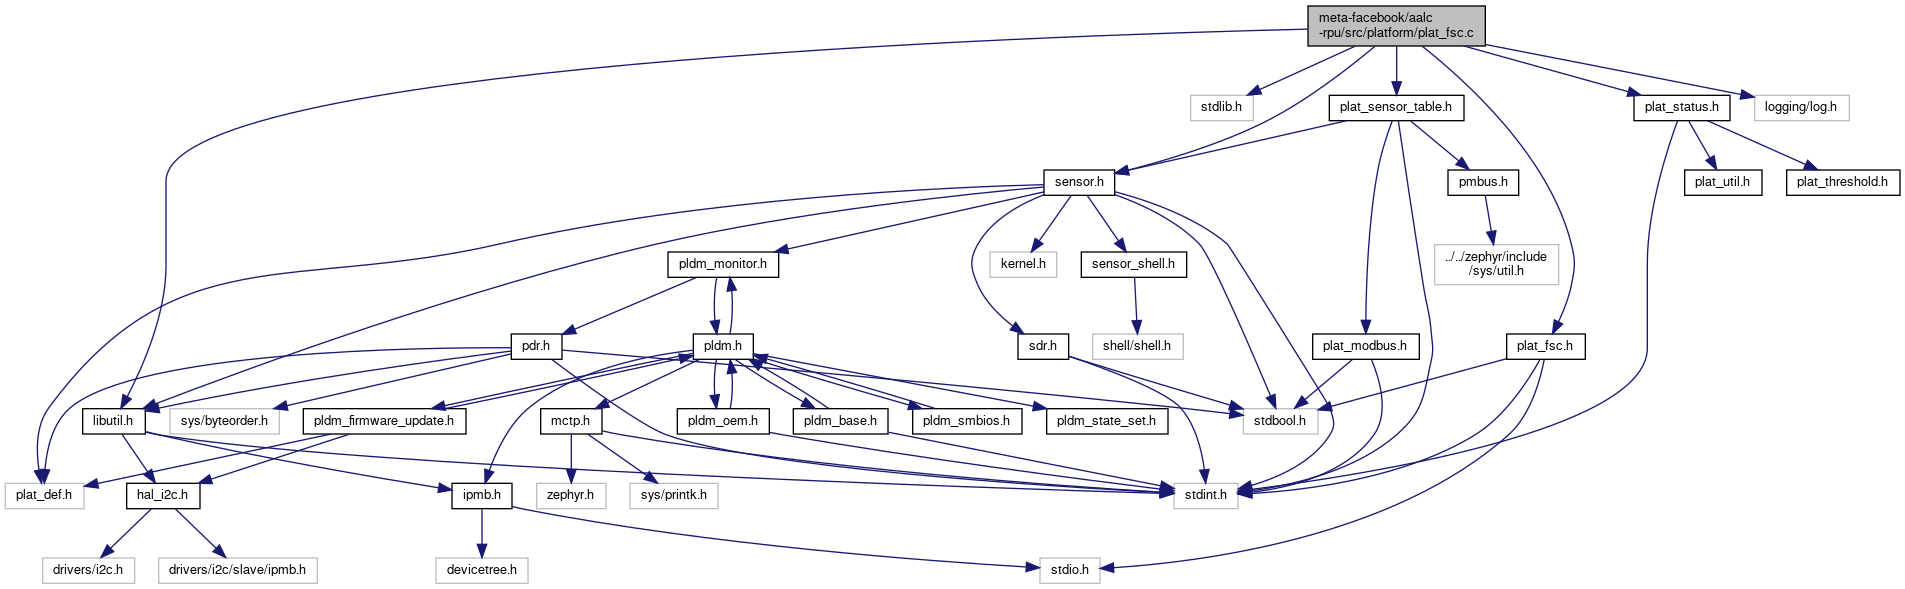 meta-facebook/aalc
-rpu/src/platform/plat_fsc.c
stdlib.h
plat_sensor_table.h
plat_status.h
logging/log.h
sensor.h
pmbus.h
plat_util.h
plat_threshold.h
pldm_monitor.h
kernel.h
sensor_shell.h
../../zephyr/include
/sys/util.h
pdr.h
pldm.h
sdr.h
shell/shell.h
plat_modbus.h
plat_fsc.h
libutil.h
sys/byteorder.h
pldm_firmware_update.h
mctp.h
pldm_oem.h
pldm_base.h
pldm_smbios.h
pldm_state_set.h
stdbool.h
plat_def.h
hal_i2c.h
ipmb.h
zephyr.h
sys/printk.h
stdint.h
drivers/i2c.h
drivers/i2c/slave/ipmb.h
devicetree.h
stdio.h